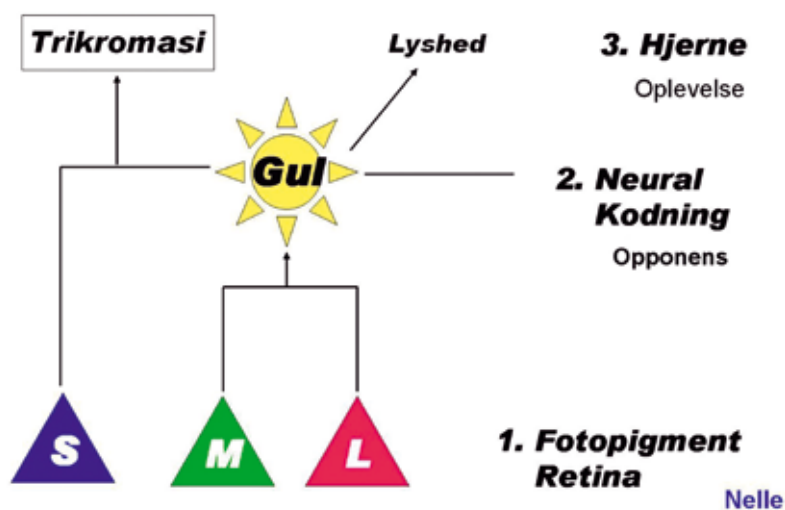 Trikromasi
Lyshed
3. Hjerne
Oplevelse
Gul
2. Neural
Kodning
Opponens
S
M
L
1. Fotopigment
Retina
Nelle